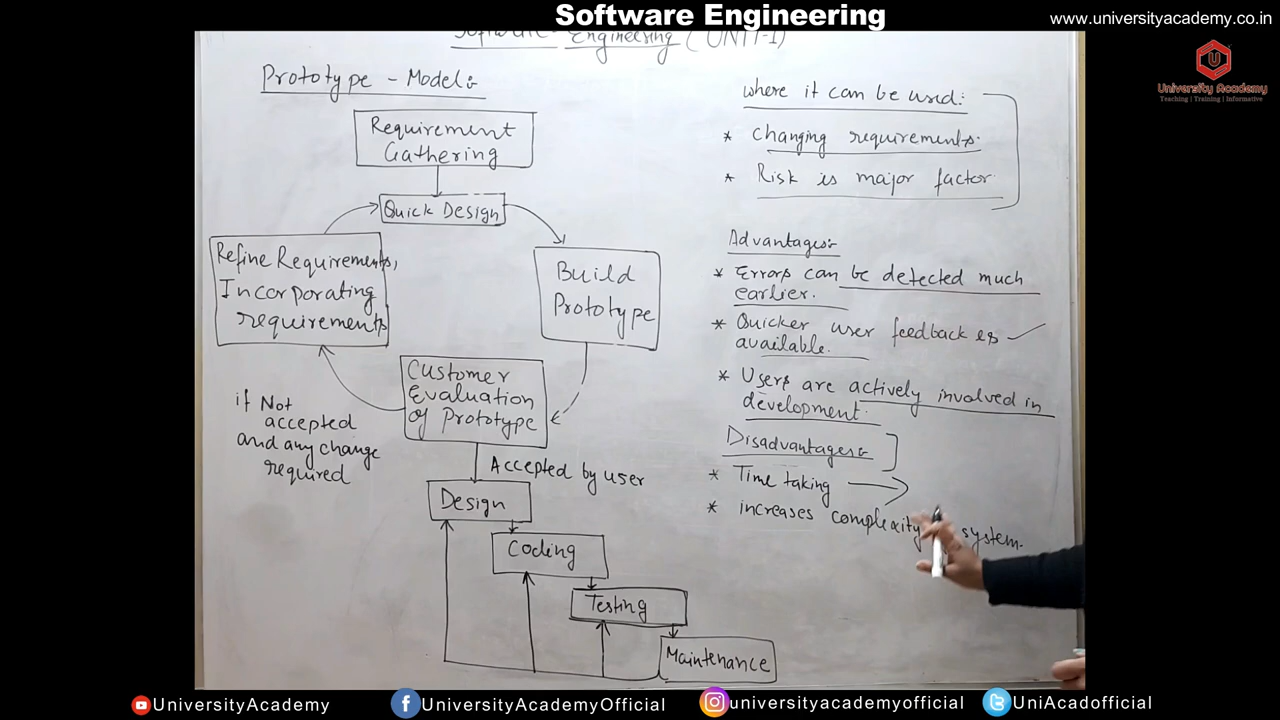 Software Engineering
www.universityacademy.co.in
University Academy
Teaching | Training | Informative
Software - Engineering ( UNIT-1)
Prototype - Model:-
Requirement
Gathering
Quick Design
Build
Prototype
Refine Requirements,
Incorporating
requirements
Customer
Evaluation
of Prototype
if Not
accepted
and any change
required
Accepted by user
Design
Coding
Testing
Maintenance
where it can be used:-
* Changing requirements.
* Risk is major factor
Advantages:-
* Errors can be detected much
earlier.
* Quicker user feedback is
available.
* Users are actively involved in
development.
Disadvantages:-
* Time taking
* increases complexity
system.
UniversityAcademy
UniversityAcademyOfficial
universityacademyofficial
UniAcadofficial